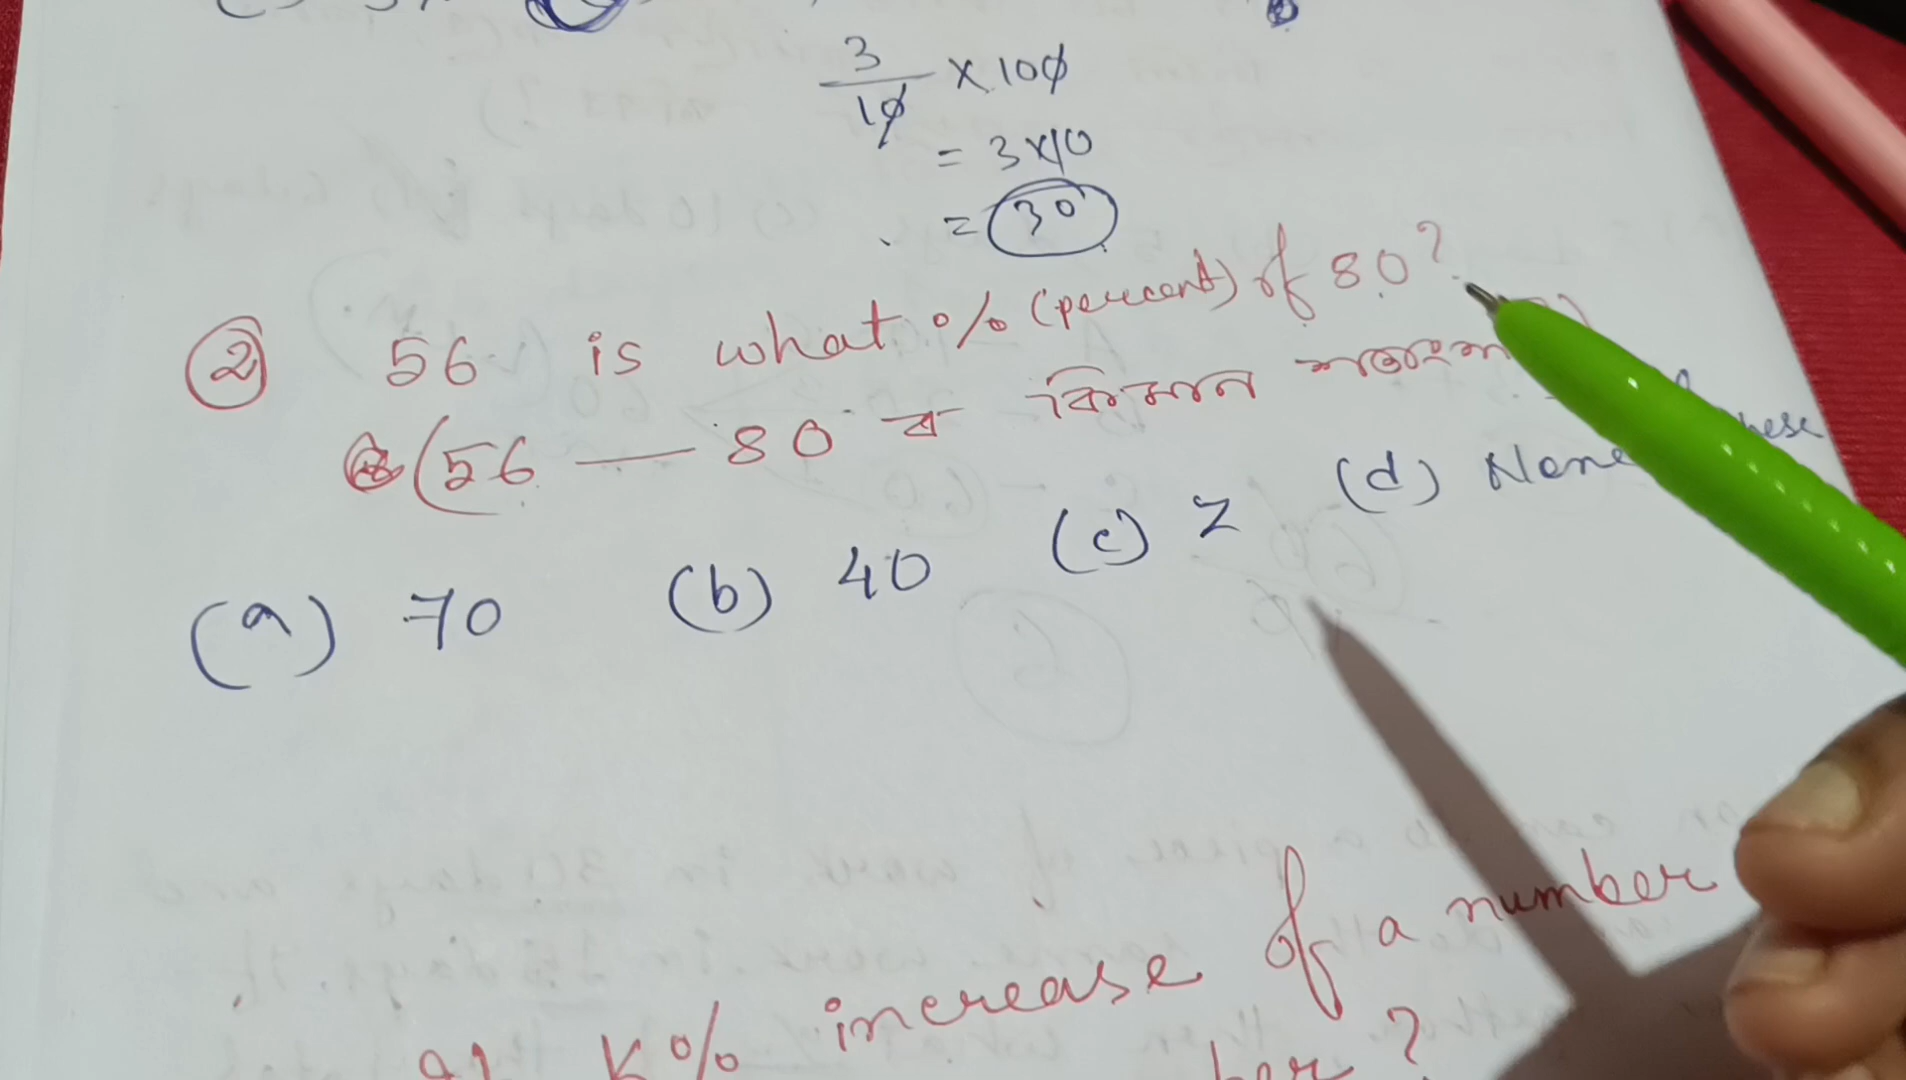 3/10 × 100
= 3×10
= 30
② 56 is what % (percent) of 80?
(56 — 80 ৰ কিমান
(a) 70 (b) 40 (c) Z (d) None
K% increase of a number
?